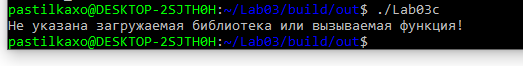 pastilkaxo@DESKTOP-2SJTH0H:~/Lab03/build/out$ ./Lab03c
Не указана загружаемая библиотека или вызываемая функция!
pastilkaxo@DESKTOP-2SJTH0H:~/Lab03/build/out$